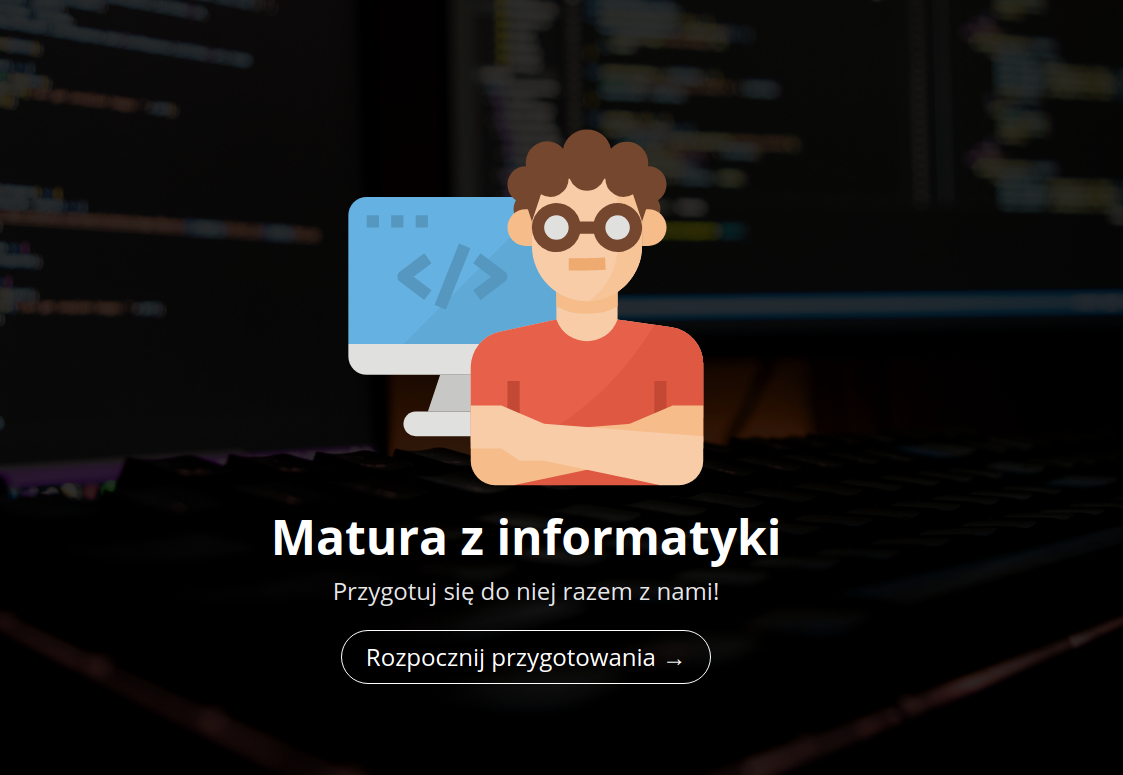 </>
Matura z informatyki
Przygotuj się do niej razem z nami!
Rozpocznij przygotowania →